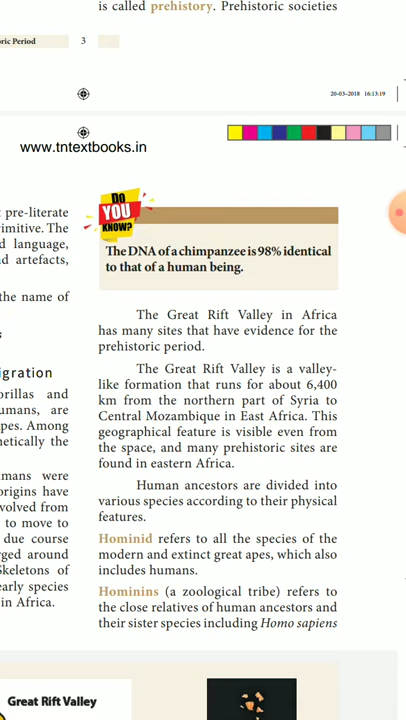 is called prehistory. Prehistoric societies
oric Period 3
20-03-2018 16:13:19
www.tntextbooks.in
t pre-literate
rimitive. The
d language,
nd artefacts,
the name of
s
igration
orillas and
umans, are
pes. Among
netically the
mans were
origins have
volved from
to move to
due course
rged around
Skeletons of
early species
in Africa.
DO
YOU
KNOW?
The DNA of a chimpanzee is 98% identical
to that of a human being.
The Great Rift Valley in Africa
has many sites that have evidence for the
prehistoric period.
The Great Rift Valley is a valley-
like formation that runs for about 6,400
km from the northern part of Syria to
Central Mozambique in East Africa. This
geographical feature is visible even from
the space, and many prehistoric sites are
found in eastern Africa.
Human ancestors are divided into
various species according to their physical
features.
Hominid refers to all the species of the
modern and extinct great apes, which also
includes humans.
Hominins (a zoological tribe) refers to
the close relatives of human ancestors and
their sister species including Homo sapiens
Great Rift Valley